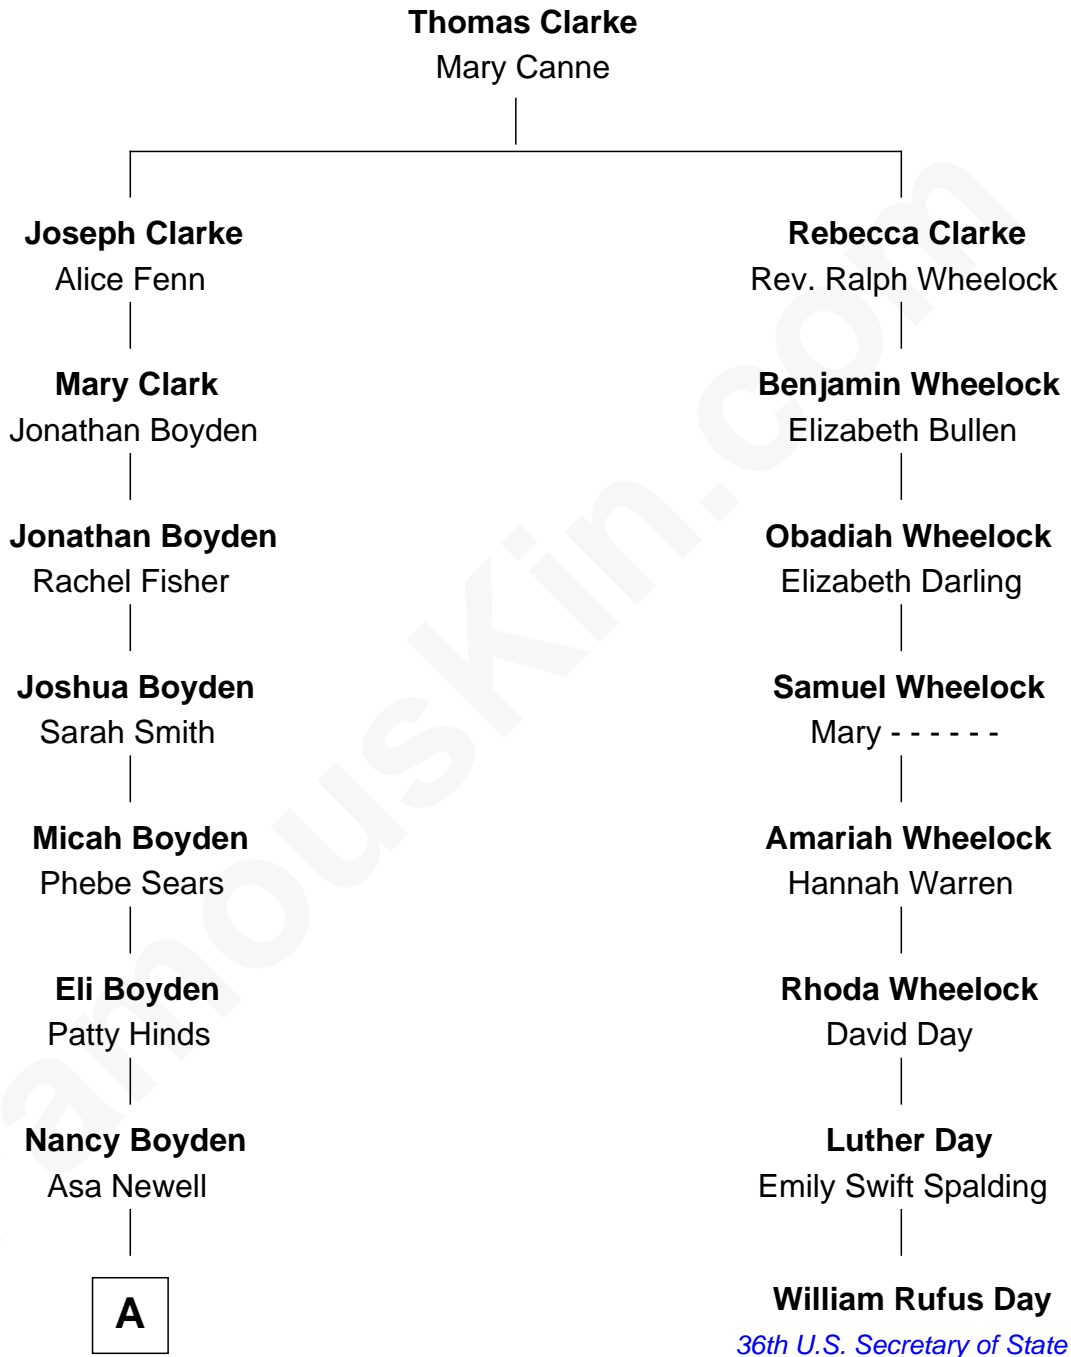 Thomas Clarke
Mary Canne
Joseph Clarke
Alice Fenn
Rebecca Clarke
Rev. Ralph Wheelock
Mary Clark
Jonathan Boyden
Benjamin Wheelock
Elizabeth Bullen
Jonathan Boyden
Rachel Fisher
Obadiah Wheelock
Elizabeth Darling
Joshua Boyden
Sarah Smith
Samuel Wheelock
Mary - - - - - -
Micah Boyden
Phebe Sears
Amariah Wheelock
Hannah Warren
Eli Boyden
Patty Hinds
Rhoda Wheelock
David Day
Nancy Boyden
Asa Newell
Luther Day
Emily Swift Spalding
A
William Rufus Day
36th U.S. Secretary of State
amouskin.com